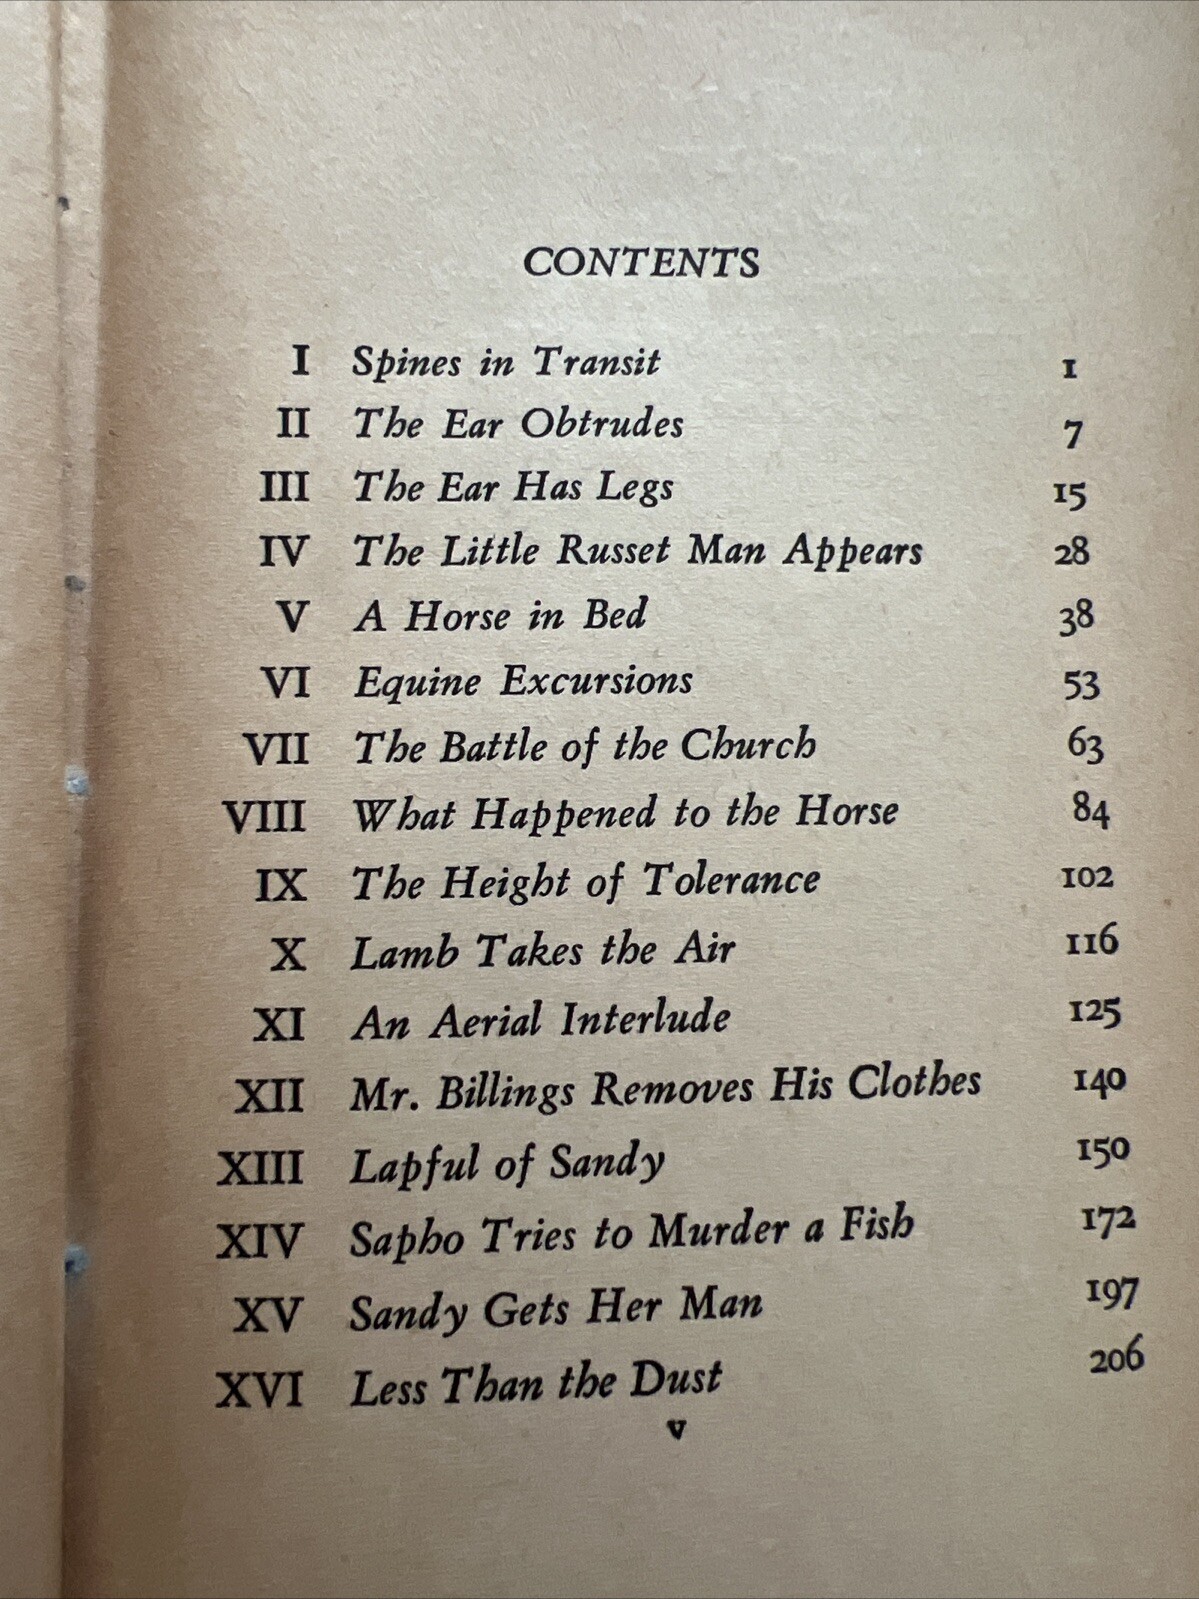 CONTENTS
I Spines in Transit 1
II The Ear Obtrudes 7
III The Ear Has Legs 15
IV The Little Russet Man Appears 28
V A Horse in Bed 38
VI Equine Excursions 53
VII The Battle of the Church 63
VIII What Happened to the Horse 84
IX The Height of Tolerance 102
X Lamb Takes the Air 116
XI An Aerial Interlude 125
XII Mr. Billings Removes His Clothes 140
XIII Lapful of Sandy 150
XIV Sapho Tries to Murder a Fish 172
XV Sandy Gets Her Man 197
XVI Less Than the Dust 206
v